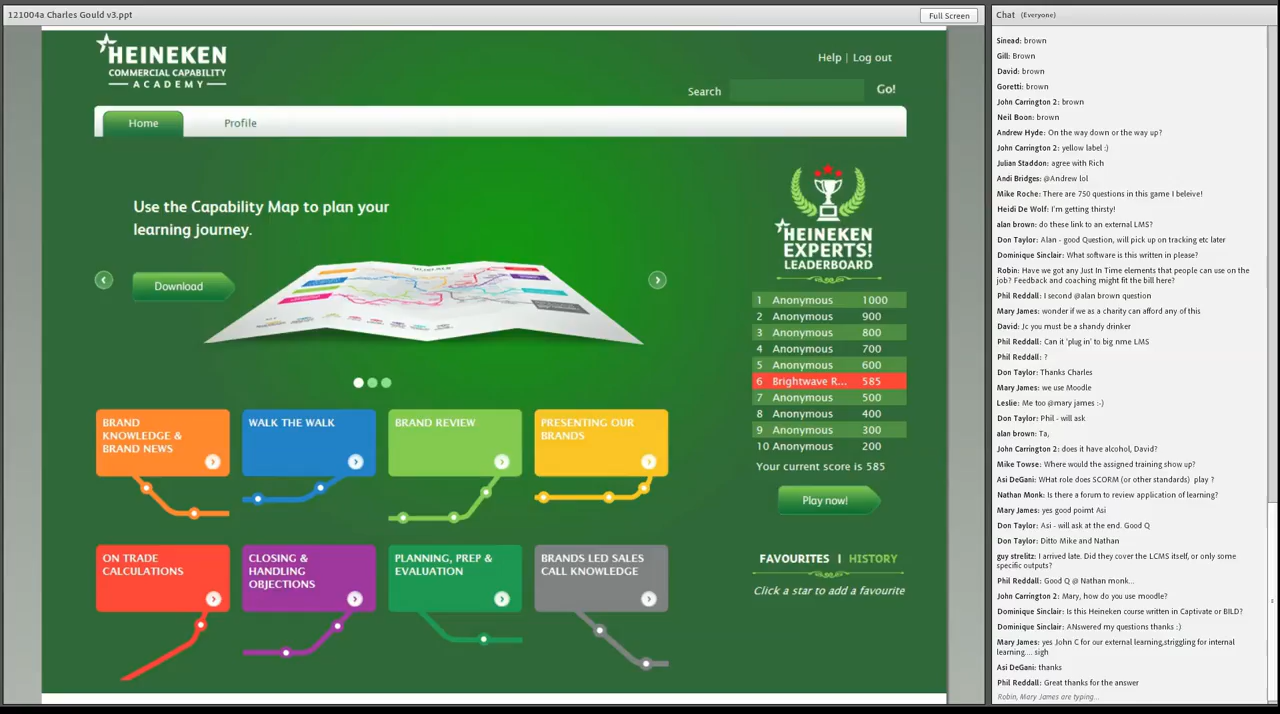 121004a Charles Gould v3.ppt
Full Screen
HEINEKEN
COMMERCIAL CAPABILITY
ACADEMY
Help | Log out
Search
Go!
Home
Profile
Use the Capability Map to plan your
learning journey.
Download
HEINEKEN
EXPERTS!
LEADERBOARD
1 Anonymous 1000
2 Anonymous 900
3 Anonymous 800
4 Anonymous 700
5 Anonymous 600
6 Brightwave R... 585
7 Anonymous 500
8 Anonymous 400
9 Anonymous 300
10 Anonymous 200
Your current score is 585
Play now!
FAVOURITES | HISTORY
Click a star to add a favourite
BRAND
KNOWLEDGE &
BRAND NEWS
WALK THE WALK
BRAND REVIEW
PRESENTING OUR
BRANDS
ON TRADE
CALCULATIONS
CLOSING &
HANDLING
OBJECTIONS
PLANNING, PREP &
EVALUATION
BRANDS LED SALES
CALL KNOWLEDGE
Chat (Everyone)
Sinead: brown
Gill: Brown
David: brown
Goretti: brown
John Carrington 2: brown
Neil Boon: brown
Andrew Hyde: On the way down or the way up?
John Carrington 2: yellow label :)
Julian Staddon: agree with Rich
Andi Bridges: @Andrew lol
Mike Roche: There are 750 questions in this game I beleive!
Heidi De Wolf: I'm getting thirsty!
alan brown: do these link to an external LMS?
Don Taylor: Alan - good Question, will pick up on tracking etc later
Dominique Sinclair: What software is this written in please?
Robin: Have we got any Just In Time elements that people can use on the
job? Feedback and coaching might fit the bill here?
Phil Reddall: I second @alan brown question
Mary James: wonder if we as a charity can afford any of this
David: Jc you must be a shandy drinker
Phil Reddall: Can it 'plug in' to big nme LMS
Phil Reddall: ?
Don Taylor: Thanks Charles
Mary James: we use Moodle
Leslie: Me too @mary james :-)
Don Taylor: Phil - will ask
alan brown: Ta,
John Carrington 2: does it have alcohol, David?
Mike Towse: Where would the assigned training show up?
Asi DeGani: WHat role does SCORM (or other standards) play ?
Nathan Monk: Is there a forum to review application of learning?
Mary James: yes good poimt Asi
Don Taylor: Asi - will ask at the end. Good Q
Don Taylor: Ditto Mike and Nathan
guy strelitz: I arrived late. Did they cover the LCMS itself, or only some
specific outputs?
Phil Reddall: Good Q @ Nathan monk...
John Carrington 2: Mary, how do you use moodle?
Dominique Sinclair: Is this Heineken course written in Captivate or BILD?
Dominique Sinclair: ANswered my questions thanks :)
Mary James: yes John C for our external learning,striggling for internal
learning.... sigh
Asi DeGani: thanks
Phil Reddall: Great thanks for the answer
Robin, Mary James are typing...